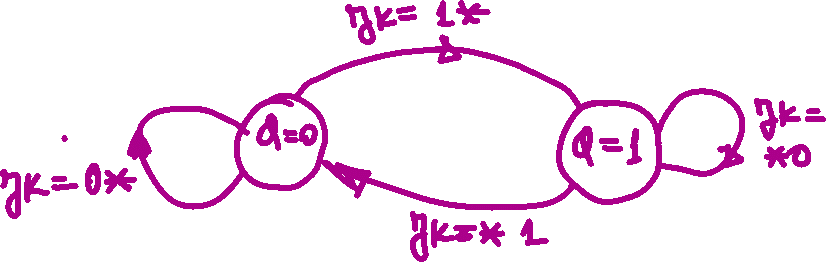 JK= 1*
Q=0
Q=1
JK=
*0
JK= 0*
JK=* 1